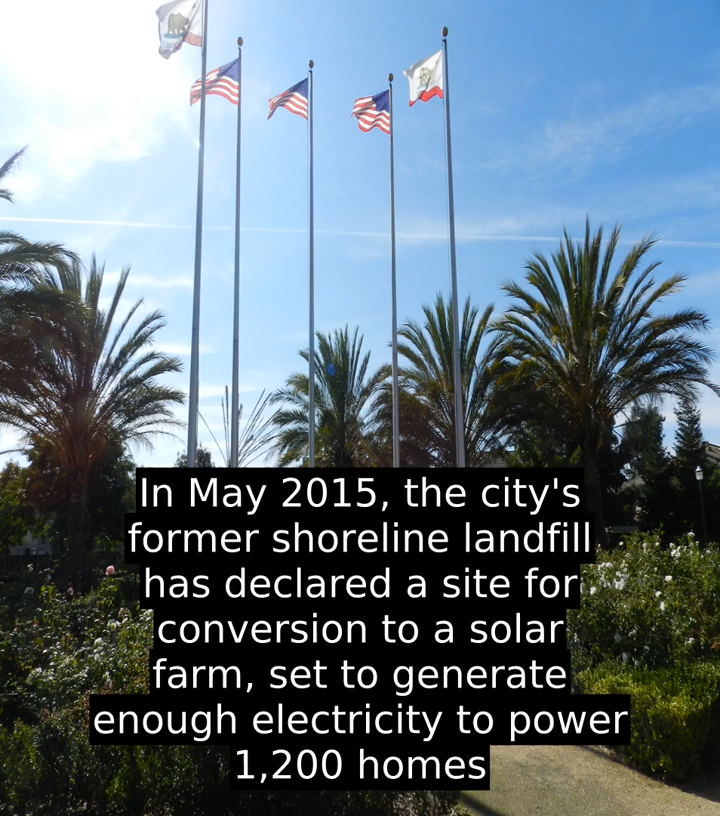 In May 2015, the city's
former shoreline landfill
has declared a site for
conversion to a solar
farm, set to generate
enough electricity to power
1,200 homes